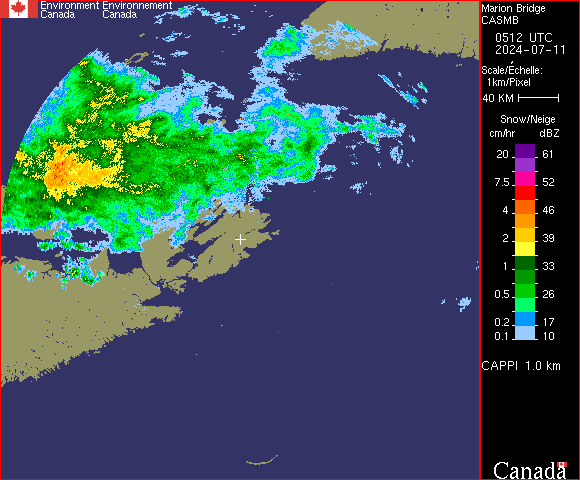 Environment Environnement
Canada Canada
Marion Bridge
CASMB
0512 UTC
2024-07-11
Scale/Échelle:
1km/Pixel
40 KM
Snow/Neige
cm/hr dBZ
20 61
7.5 52
4 46
2 39
1 33
0.5 26
0.2 17
0.1 10
CAPPI 1.0 km
Canada